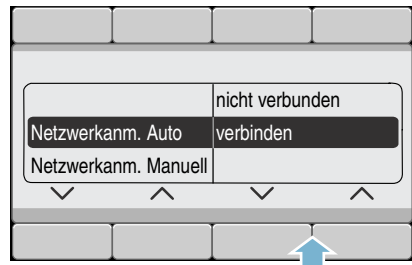 nicht verbunden
Netzwerkanm. Auto verbinden
Netzwerkanm. Manuell